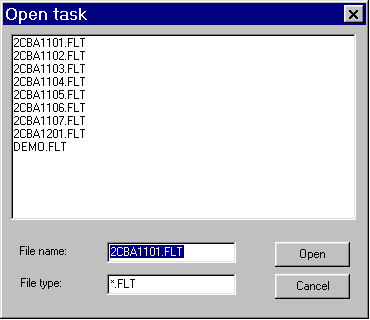 Open task
2CBA1101.FLT
2CBA1102.FLT
2CBA1103.FLT
2CBA1104.FLT
2CBA1105.FLT
2CBA1106.FLT
2CBA1107.FLT
2CBA1201.FLT
DEMO.FLT
File name: 2CBA1101.FLT Open
File type: *.FLT Cancel